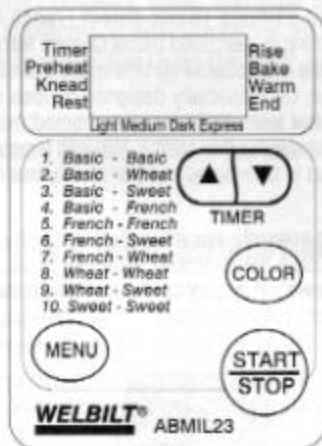 Timer
Preheat
Knead
Rest
Rise
Bake
Warm
End
Light Medium Dark Express
1. Basic - Basic
2. Basic - Wheat
3. Basic - Sweet
4. Basic - French
5. French - French
6. French - Sweet
7. French - Wheat
8. Wheat - Wheat
9. Wheat - Sweet
10. Sweet - Sweet
TIMER
COLOR
MENU
START
STOP
WELBILT® ABMIL23